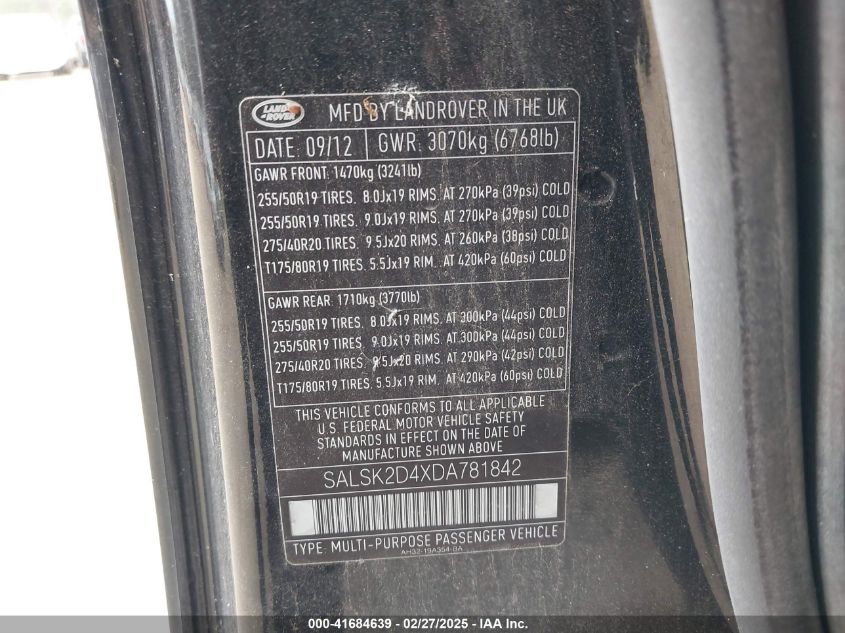 LAND ROVER MFD BY LANDROVER IN THE UK
DATE: 09/12 GWR: 3070kg (6768lb)
GAWR FRONT: 1470kg (3241lb)
255/50R19 TIRES. 8.0Jx19 RIMS. AT 270kPa (39psi) COLD
255/50R19 TIRES. 9.0Jx19 RIMS. AT 270kPa (39psi) COLD
275/40R20 TIRES. 9.5Jx20 RIMS. AT 260kPa (38psi) COLD
T175/80R19 TIRES. 5.5Jx19 RIM. AT 420kPa (60psi) COLD
GAWR REAR: 1710kg (3770lb)
255/50R19 TIRES. 8.0Jx19 RIMS. AT 300kPa (44psi) COLD
255/50R19 TIRES. 9.0Jx19 RIMS. AT 300kPa (44psi) COLD
275/40R20 TIRES. 9.5Jx20 RIMS. AT 290kPa (42psi) COLD
T175/80R19 TIRES. 5.5Jx19 RIM. AT 420kPa (60psi) COLD
THIS VEHICLE CONFORMS TO ALL APPLICABLE
U.S. FEDERAL MOTOR VEHICLE SAFETY
STANDARDS IN EFFECT ON THE DATE OF
MANUFACTURE SHOWN ABOVE
SALSK2D4XDA781842
TYPE: MULTI-PURPOSE PASSENGER VEHICLE
AH32-19A354-BA
000-41684639 - 02/27/2025 - IAA Inc.